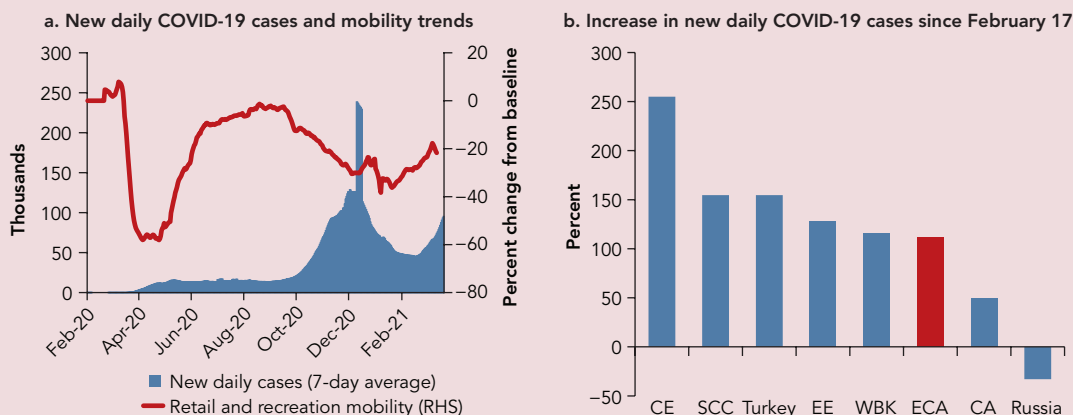 a. New daily COVID-19 cases and mobility trends
Thousands
300
250
200
150
100
50
0
20
0
−20
−40
−60
−80
Percent change from baseline
Feb-20
Apr-20
Jun-20
Aug-20
Oct-20
Dec-20
Feb-21
New daily cases (7-day average)
Retail and recreation mobility (RHS)
b. Increase in new daily COVID-19 cases since February 17
Percent
300
250
200
150
100
50
0
−50
CE SCC Turkey EE WBK ECA CA Russia